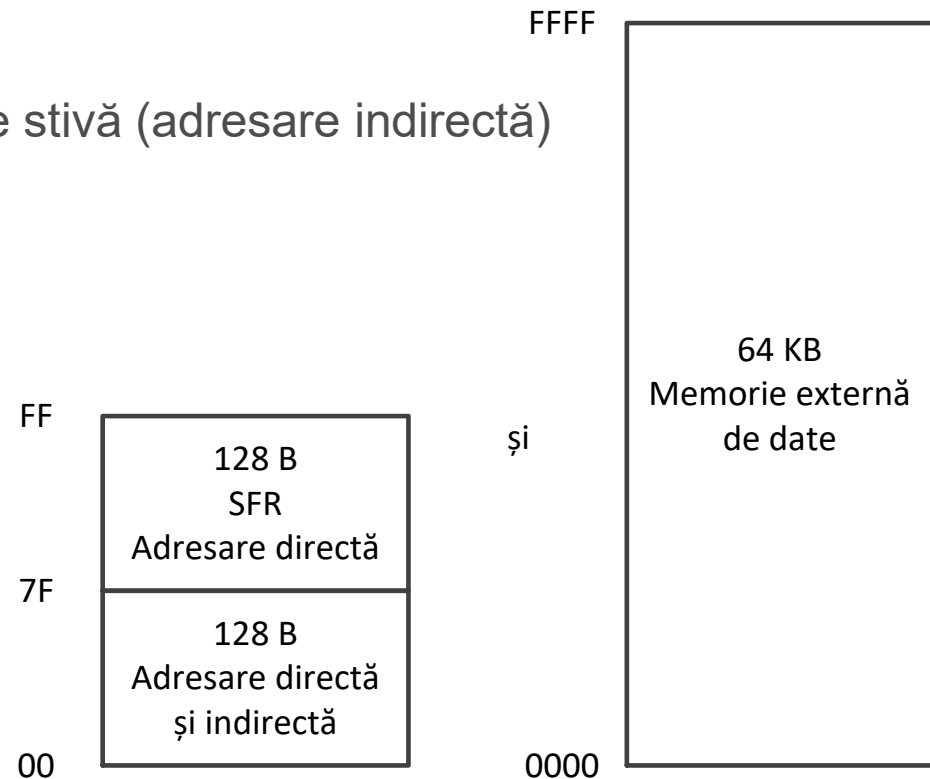 FFFF
e stivă (adresare indirectă)
64 KB
Memorie externă
de date
și
FF
128 B
SFR
Adresare directă
7F
128 B
Adresare directă
și indirectă
00
0000